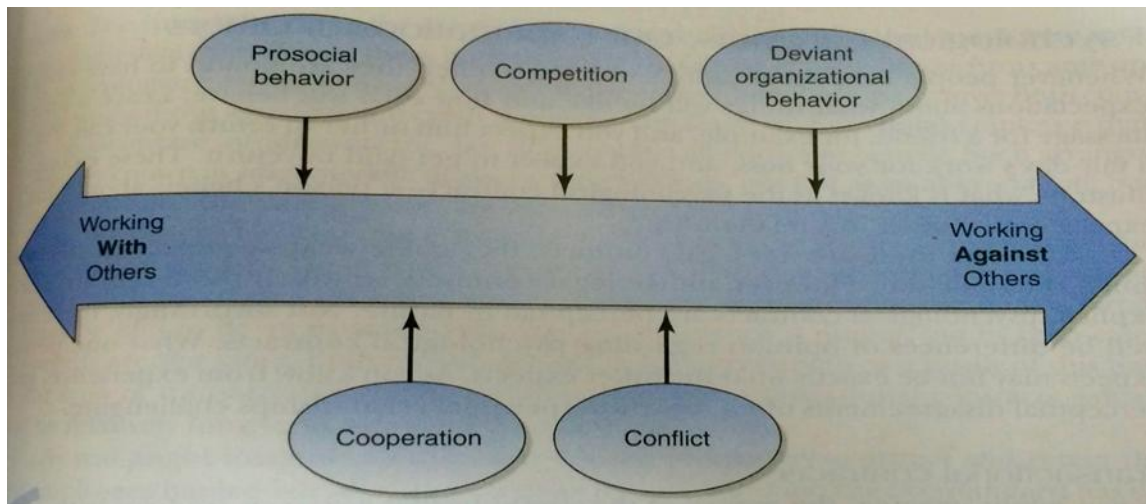 Prosocial
behavior
Competition
Deviant
organizational
behavior
Working
With
Others
Working
Against
Others
Cooperation
Conflict